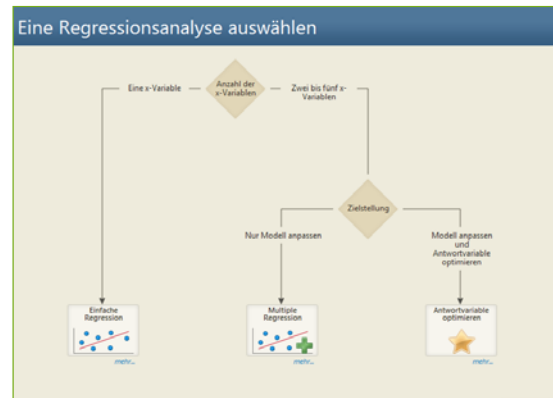 Eine Regressionsanalyse auswählen
Eine x-Variable
Anzahl der
x-Variablen
Zwei bis fünf x-
Variablen
Zielstellung
Nur Modell anpassen
Modell anpassen
und
Antwortvariable
optimieren
Einfache
Regression
mehr...
Multiple
Regression
mehr...
Antwortvariable
optimieren
mehr...